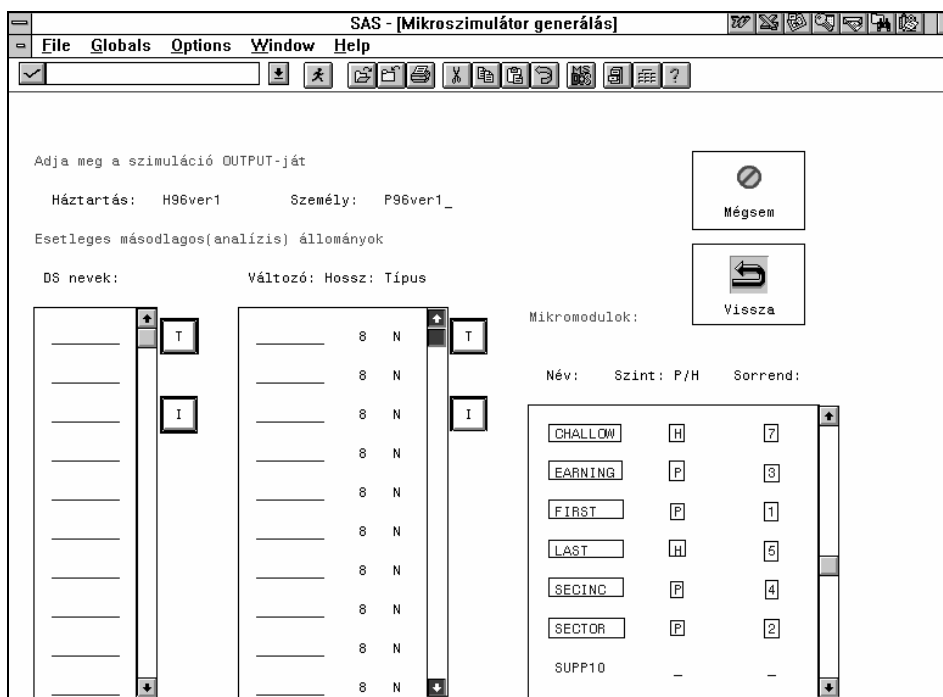 SAS - [Mikroszimulátor generálás]
File Globals Options Window Help
MS DOS ?
Adja meg a szimuláció OUTPUT-ját
Háztartás: H96ver1 Személy: P96ver1_
Mégsem
Esetleges másodlagos(analízis) állományok
DS nevek: Változó: Hossz: Típus
Vissza
Mikromodulok:
T 8 N T
8 N
Név: Szint: P/H Sorrend:
I 8 N I
CHALLOW H 7
8 N
EARNING P 3
8 N
FIRST P 1
8 N
LAST H 5
8 N
SECINC P 4
8 N
SECTOR P 2
8 N
SUPP10 _ _
8 N